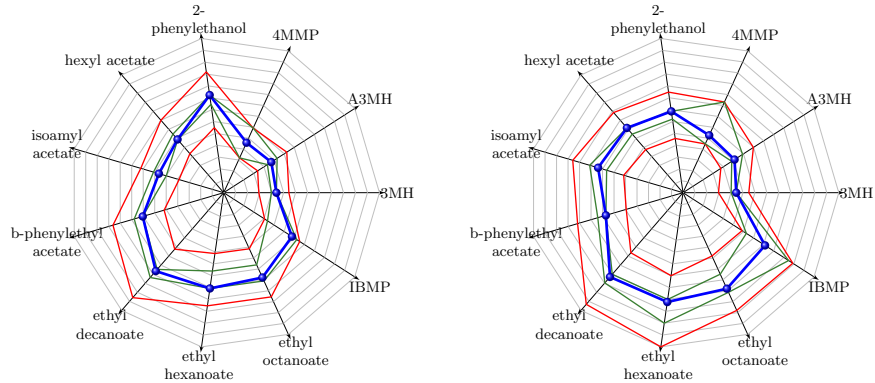 2-
phenylethanol
4MMP
hexyl acetate
A3MH
isoamyl
acetate
3MH
b-phenylethyl
acetate
IBMP
ethyl
decanoate
ethyl
octanoate
ethyl
hexanoate
2-
phenylethanol
4MMP
hexyl acetate
A3MH
isoamyl
acetate
3MH
b-phenylethyl
acetate
IBMP
ethyl
decanoate
ethyl
octanoate
ethyl
hexanoate